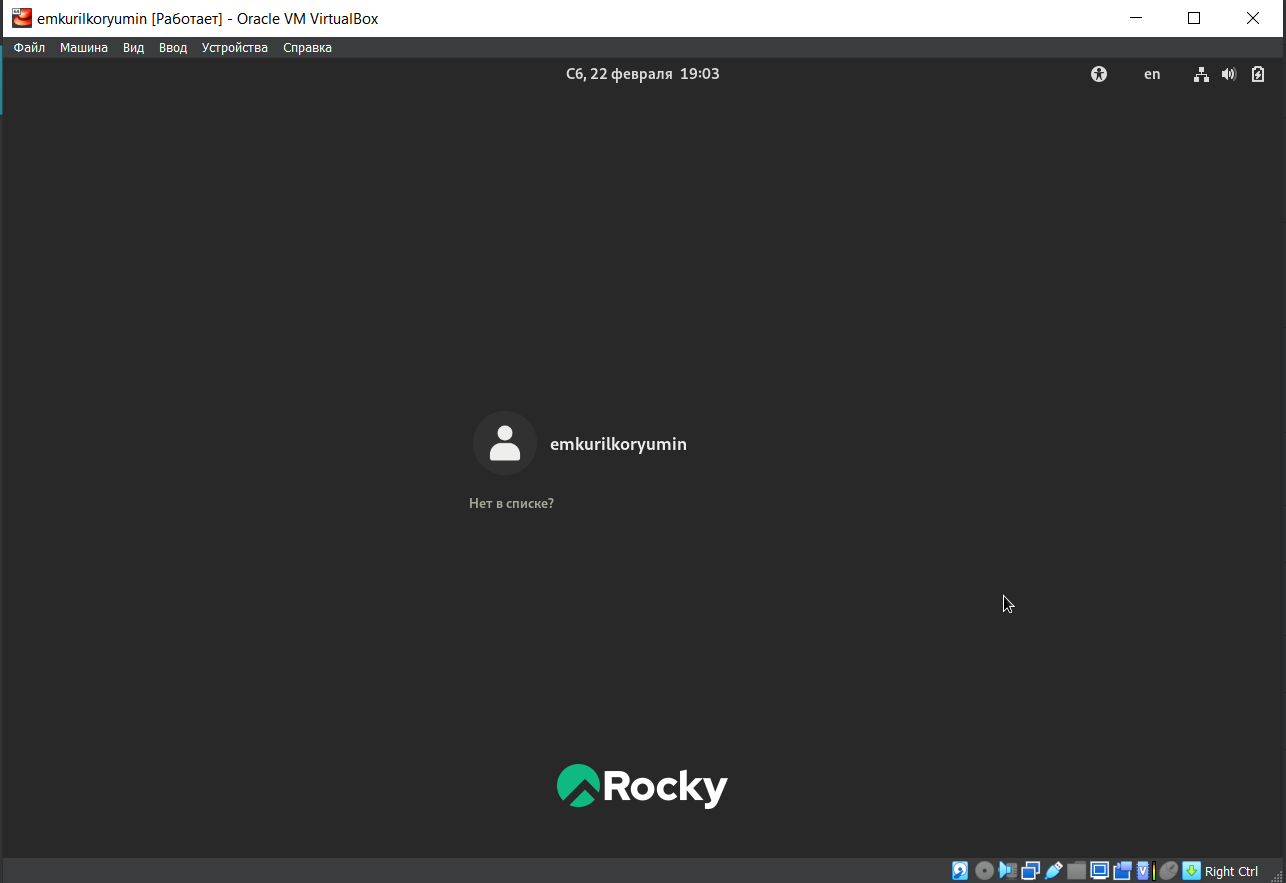 emkurilkoryumin [Работает] - Oracle VM VirtualBox
Файл Машина Вид Ввод Устройства Справка
Сб, 22 февраля 19:03 en
emkurilkoryumin
Нет в списке?
Rocky
Right Ctrl